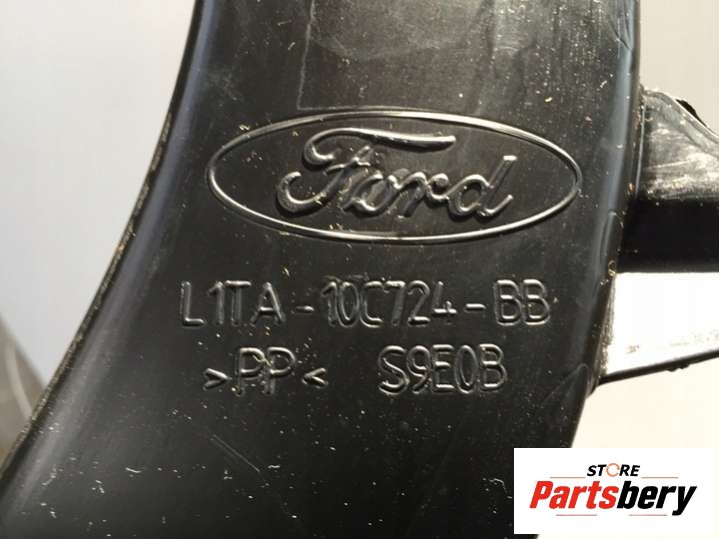 Ford
L1TA-10C724-BB
>PP< S9E0B
STORE
Partsbery